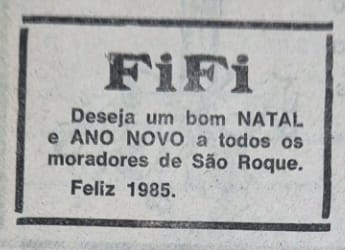 FiFi
Deseja um bom NATAL
e ANO NOVO a todos os
moradores de São Roque.
Feliz 1985.